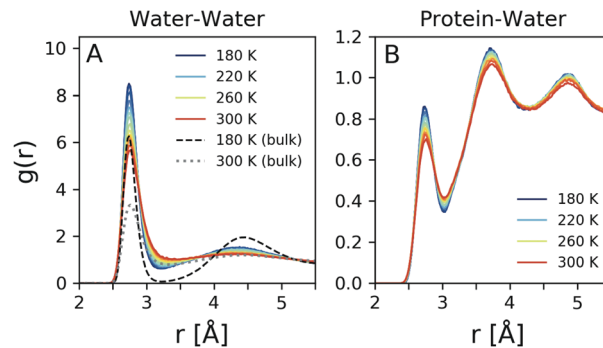 Water-Water
A
g(r)
10
8
6
4
2
0
180 K
220 K
260 K
300 K
180 K (bulk)
300 K (bulk)
2
3
4
5
r [Å]
Protein-Water
B
1.2
1.0
0.8
0.6
0.4
0.2
0.0
180 K
220 K
260 K
300 K
2
3
4
5
r [Å]